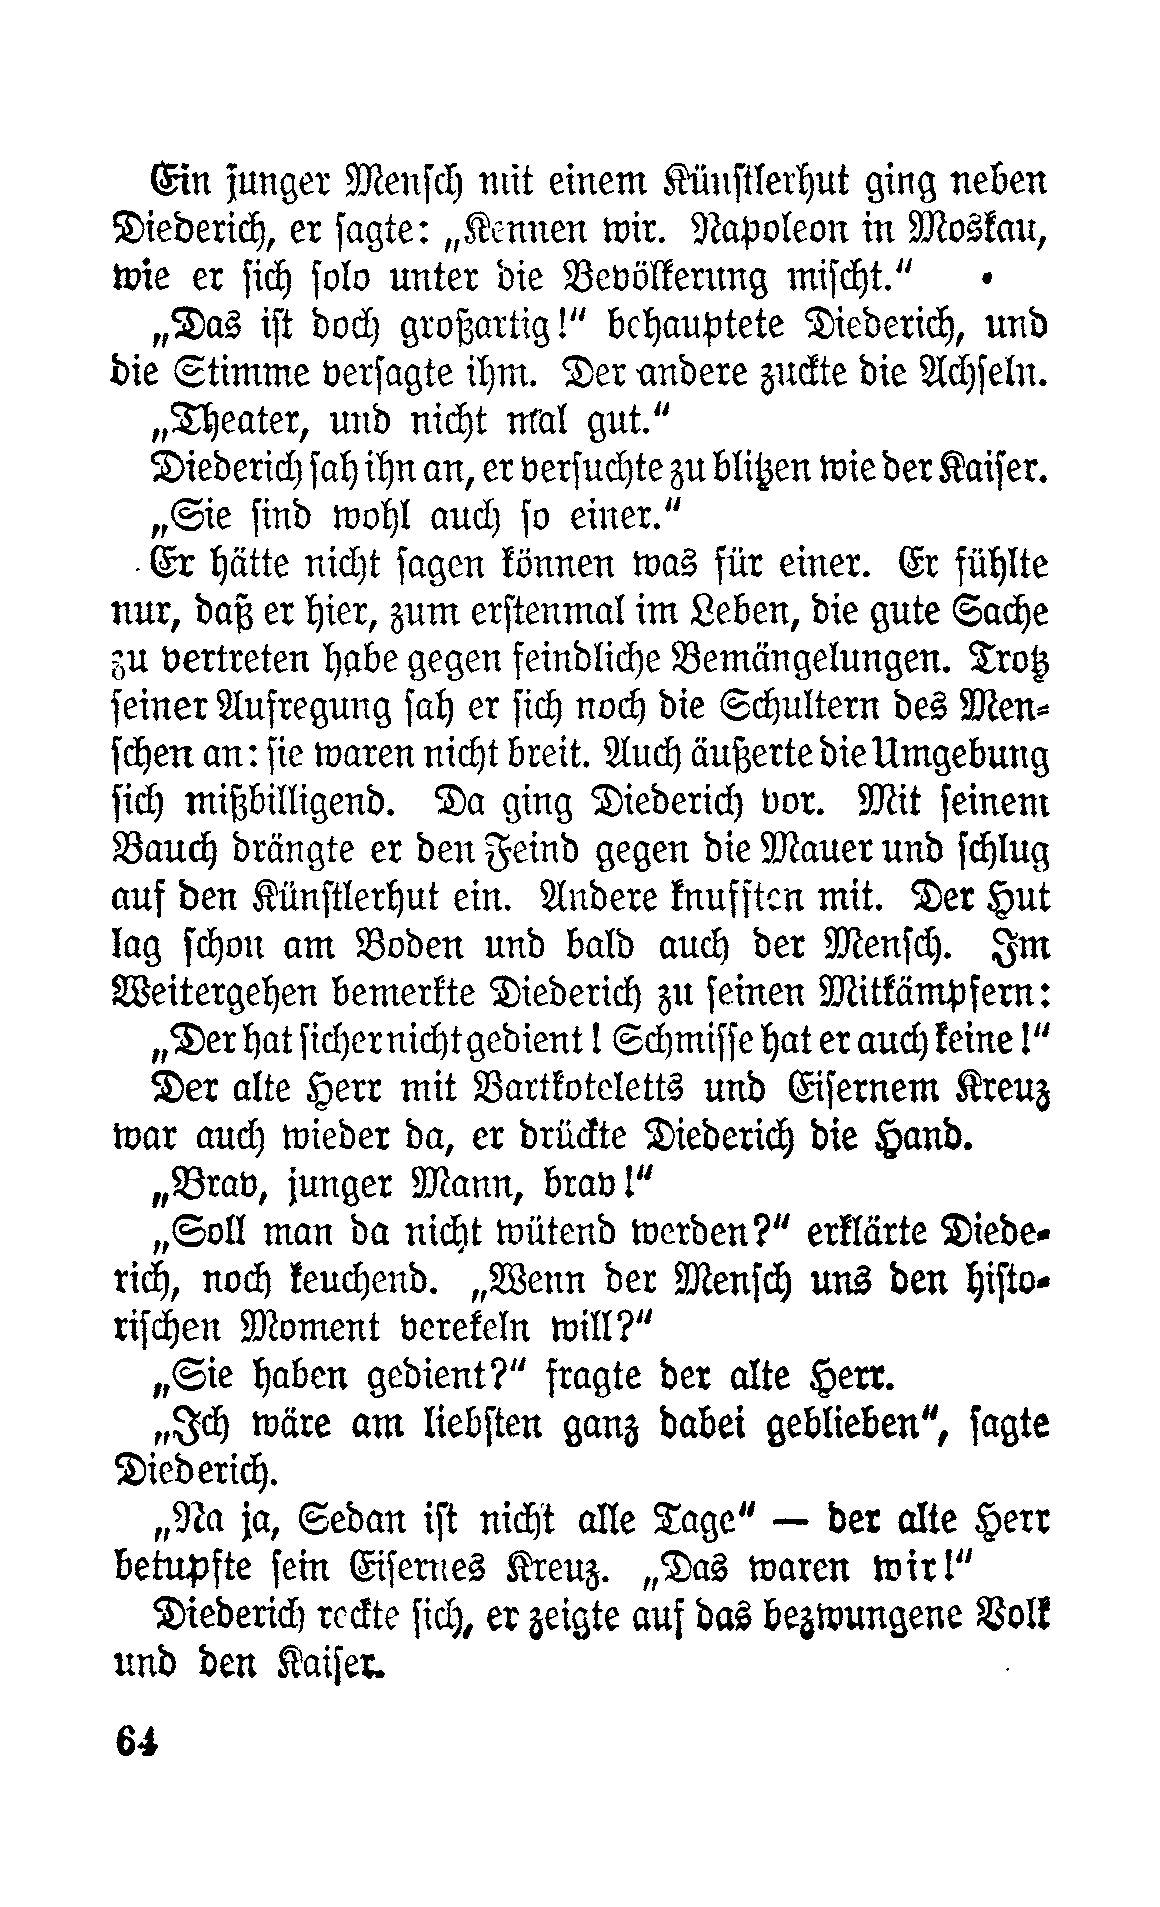 Ein junger Mensch mit einem Künstlerhut ging neben
Diederich, er sagte: „Kennen wir. Napoleon in Moskau,
wie er sich solo unter die Bevölkerung mischt.“
„Das ist doch großartig!“ behauptete Diederich, und
die Stimme versagte ihm. Der andere zuckte die Achseln.
„Theater, und nicht mal gut.“
Diederich sah ihn an, er versuchte zu blitzen wie der Kaiser.
„Sie sind wohl auch so einer.“
Er hätte nicht sagen können was für einer. Er fühlte
nur, daß er hier, zum erstenmal im Leben, die gute Sache
zu vertreten habe gegen feindliche Bemängelungen. Trotz
seiner Aufregung sah er sich noch die Schultern des Men-
schen an: sie waren nicht breit. Auch äußerte die Umgebung
sich mißbilligend. Da ging Diederich vor. Mit seinem
Bauch drängte er den Feind gegen die Mauer und schlug
auf den Künstlerhut ein. Andere knufften mit. Der Hut
lag schon am Boden und bald auch der Mensch. Im
Weitergehen bemerkte Diederich zu seinen Mitkämpfern:
„Der hat sicher nicht gedient! Schmisse hat er auch keine!“
Der alte Herr mit Bartkoteletts und Eisernem Kreuz
war auch wieder da, er drückte Diederich die Hand.
„Brav, junger Mann, brav!“
„Soll man da nicht wütend werden?“ erklärte Diede-
rich, noch keuchend. „Wenn der Mensch uns den histo-
rischen Moment verekeln will?“
„Sie haben gedient?“ fragte der alte Herr.
„Ich wäre am liebsten ganz dabei geblieben“, sagte
Diederich.
„Na ja, Sedan ist nicht alle Tage“ — der alte Herr
betupfte sein Eisernes Kreuz. „Das waren wir!“
Diederich reckte sich, er zeigte auf das bezwungene Volk
und den Kaiser.
64